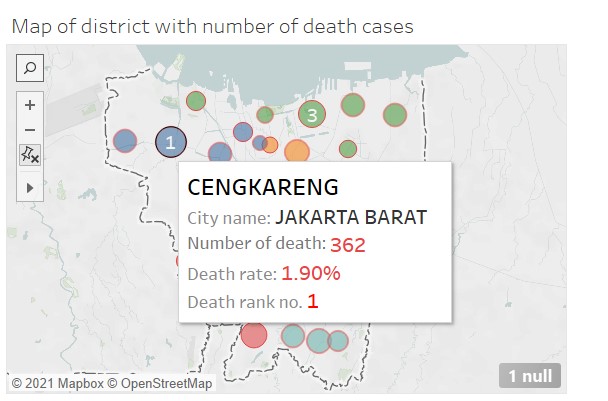 Map of district with number of death cases
3
1
CENGKARENG
City name: JAKARTA BARAT
Number of death: 362
Death rate: 1.90%
Death rank no. 1
1 null
© 2021 Mapbox © OpenStreetMap